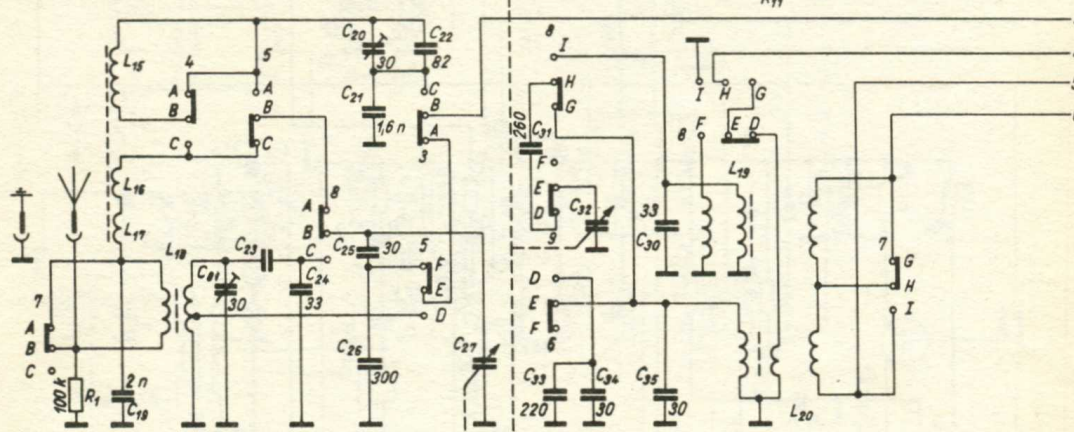 R11
C20
30
C22
82
8
I
L15
4
5
A
A
B
B
C21
1,6 n
C
B
A
3
H
G
I
H
G
260
C31
F
8
E
D
F
C
C
L16
L17
8
A
B
E
D
C32
9
33
C30
L19
L18
C23
C81
30
C24
33
C
C25
30
5
F
E
D
D
E
F
6
7
G
H
I
7
A
B
C
100 k
R1
2 n
C19
C26
300
C27
C33
220
C34
30
C35
30
L20